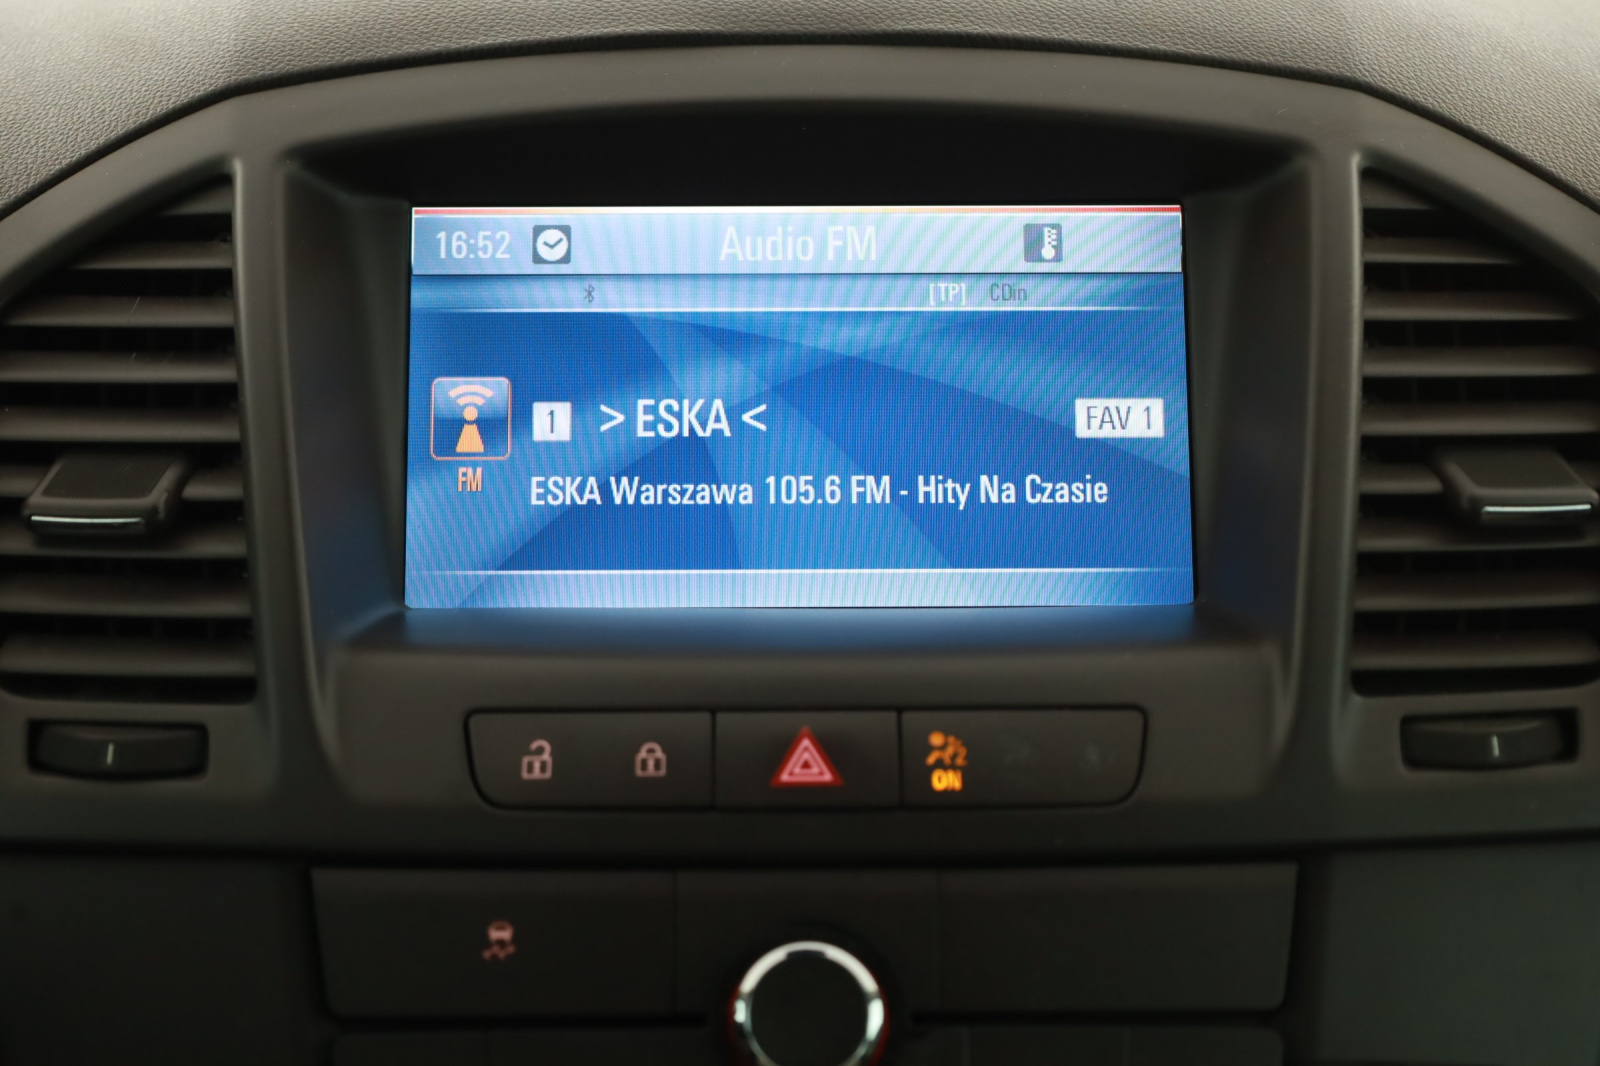 16:52 Audio FM
[TP] CDin
1 > ESKA < FAV 1
FM
ESKA Warszawa 105.6 FM - Hity Na Czasie
2
ON